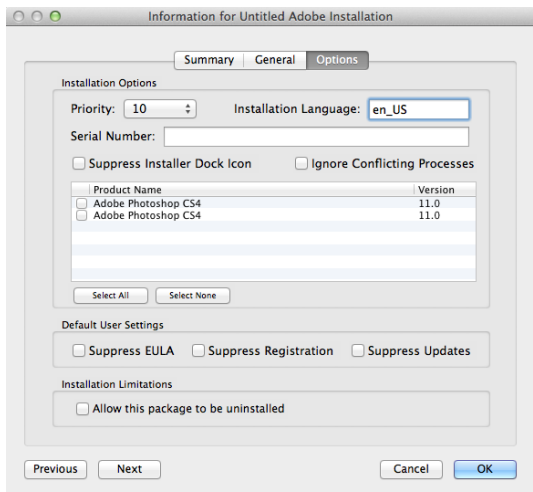 Information for Untitled Adobe Installation
Summary General Options
Installation Options
Priority: 10 Installation Language: en_US
Serial Number:
Suppress Installer Dock Icon Ignore Conflicting Processes
Product Name Version
Adobe Photoshop CS4 11.0
Adobe Photoshop CS4 11.0
Select All Select None
Default User Settings
Suppress EULA Suppress Registration Suppress Updates
Installation Limitations
Allow this package to be uninstalled
Previous Next Cancel OK